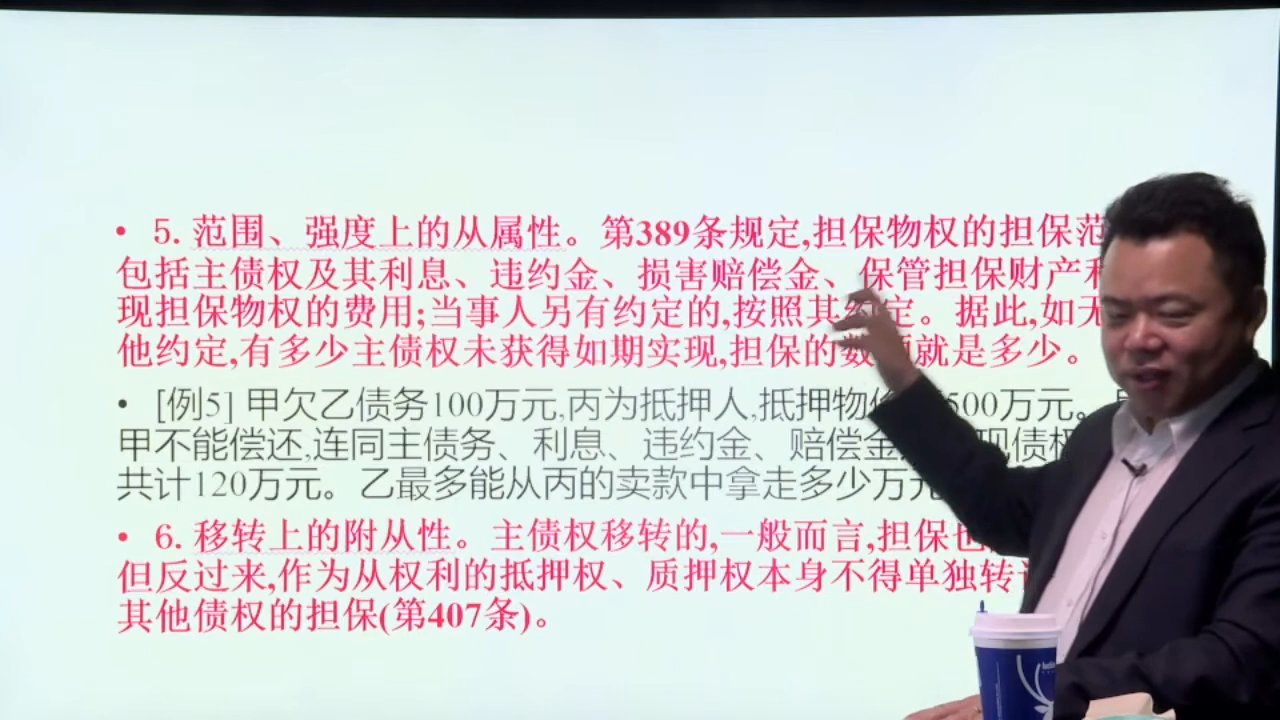 • 5. 范围、强度上的从属性。第389条规定,担保物权的担保范
包括主债权及其利息、违约金、损害赔偿金、保管担保财产和
现担保物权的费用;当事人另有约定的,按照其约定。据此,如无
他约定,有多少主债权未获得如期实现,担保的数额就是多少。
• [例5] 甲欠乙债务100万元,丙为抵押人,抵押物价 500万元。
甲不能偿还,连同主债务、利息、违约金、赔偿金 现债权
共计120万元。乙最多能从丙的卖款中拿走多少万元
• 6. 移转上的附从性。主债权移转的,一般而言,担保也
但反过来,作为从权利的抵押权、质押权本身不得单独转让
其他债权的担保(第407条)。